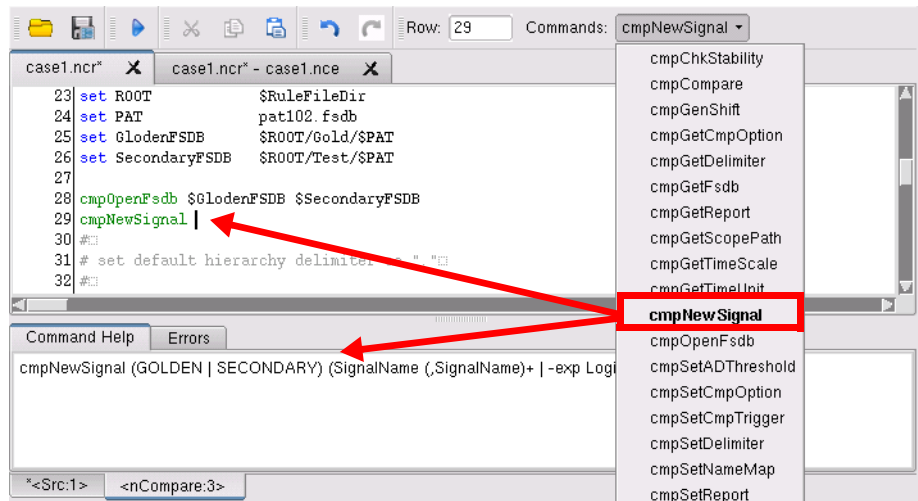 Row: 29 Commands: cmpNewSignal
case1.ncr* X case1.ncr* - case1.nce X
23 set ROOT $RuleFileDir
24 set PAT pat102.fsdb
25 set GlodenFSDB $ROOT/Gold/$PAT
26 set SecondaryFSDB $ROOT/Test/$PAT
27
28 cmpOpenFsdb $GlodenFSDB $SecondaryFSDB
29 cmpNewSignal
30 #
31 # set default hierarchy delimiter "."
32 #
cmpChkStability
cmpCompare
cmpGenShift
cmpGetCmpOption
cmpGetDelimiter
cmpGetFsdb
cmpGetReport
cmpGetScopePath
cmpGetTimeScale
cmpGetTimeUnit
cmpNewSignal
cmpOpenFsdb
cmpSetADThreshold
cmpSetCmpOption
cmpSetCmpTrigger
cmpSetDelimiter
cmpSetNameMap
cmpSetReport
Command Help Errors
cmpNewSignal (GOLDEN | SECONDARY) (SignalName (,SignalName)+ | -exp Logi
*<Src:1> <nCompare:3>